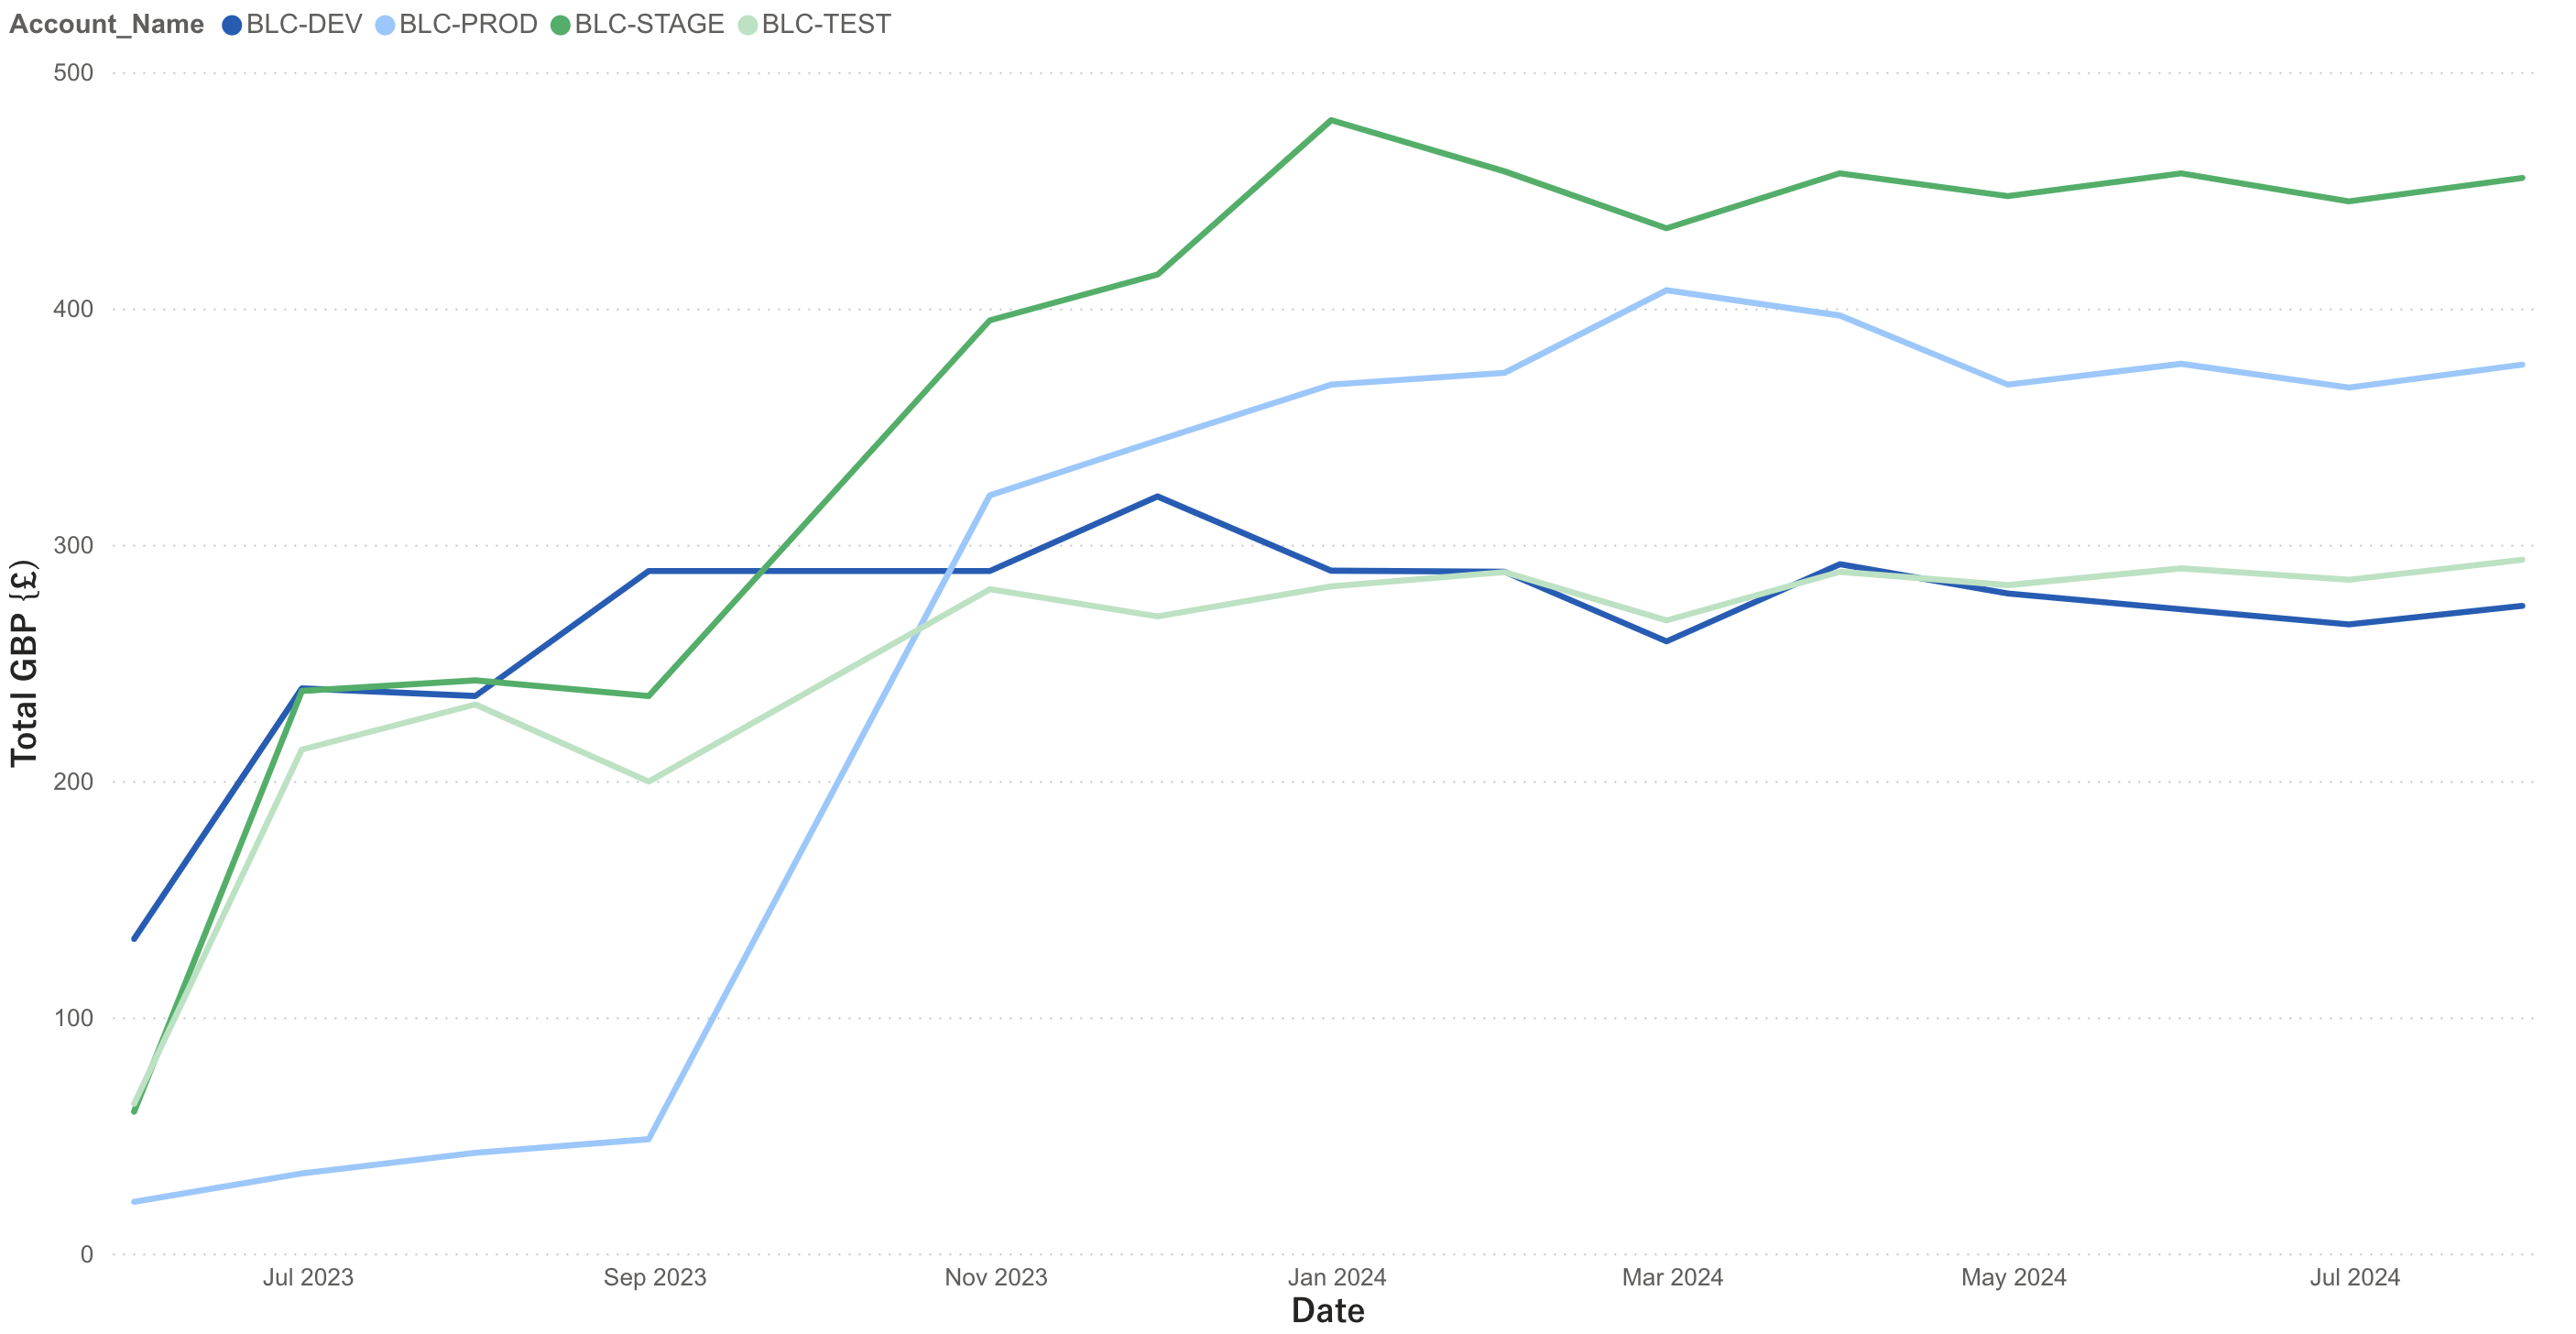 Account_Name BLC-DEV BLC-PROD BLC-STAGE BLC-TEST
500
400
300
200
100
0
Total GBP {£)
Jul 2023 Sep 2023 Nov 2023 Jan 2024 Mar 2024 May 2024 Jul 2024
Date